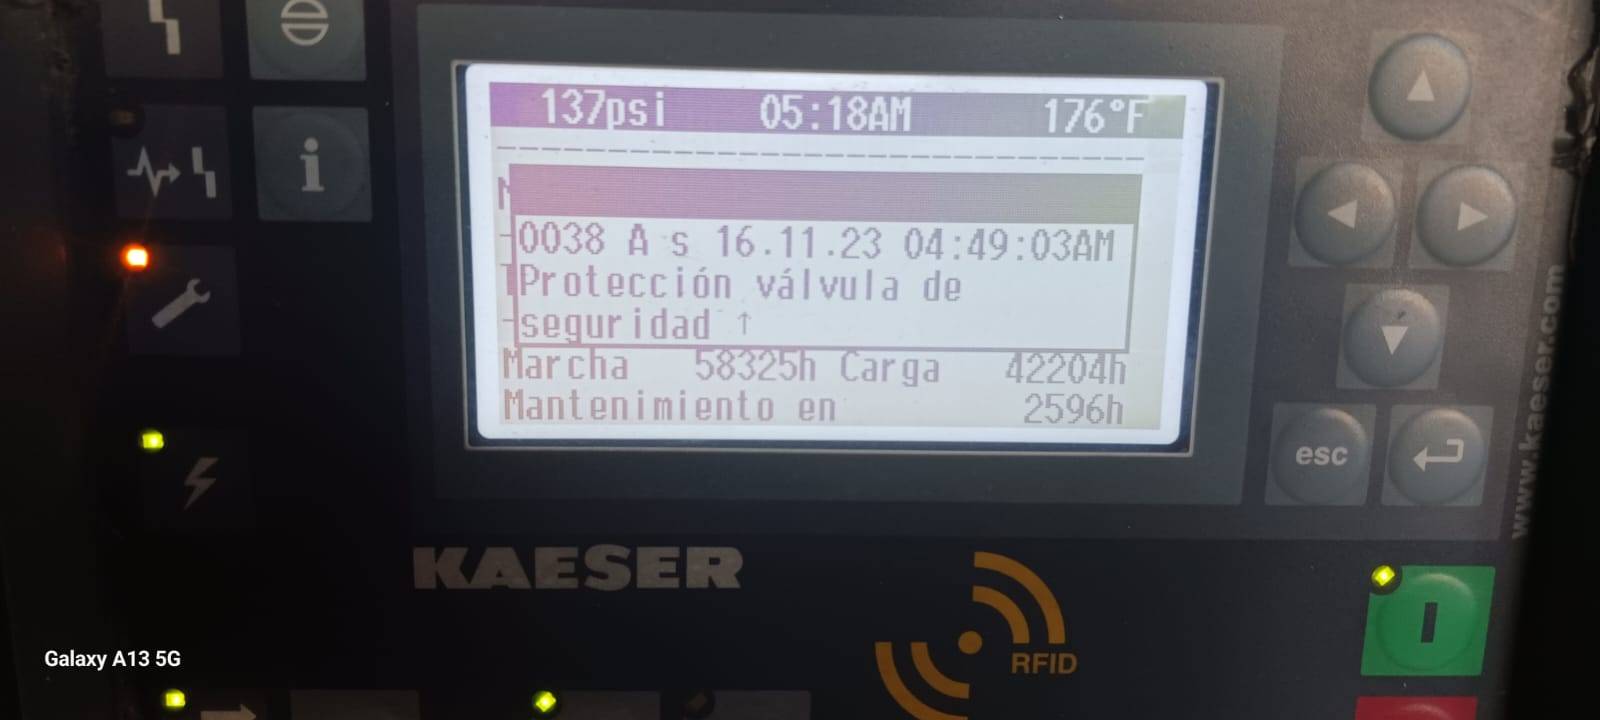 137psi 05:18AM 176°F
0038 A s 16.11.23 04:49:03AM
Protección válvula de
seguridad ↑
Marcha 58325h Carga 42204h
Mantenimiento en 2596h
i
esc
www.kaeser.com
KAESER
RFID
I
Galaxy A13 5G